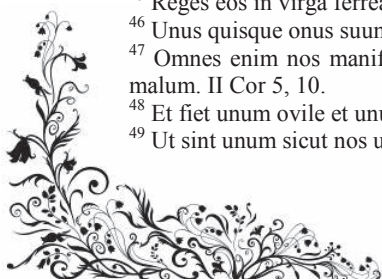 Reges eos in virga ferrea
46 Unus quisque onus suum
47 Omnes enim nos manif
malum. II Cor 5, 10.
48 Et fiet unum ovile et unu
49 Ut sint unum sicut nos u